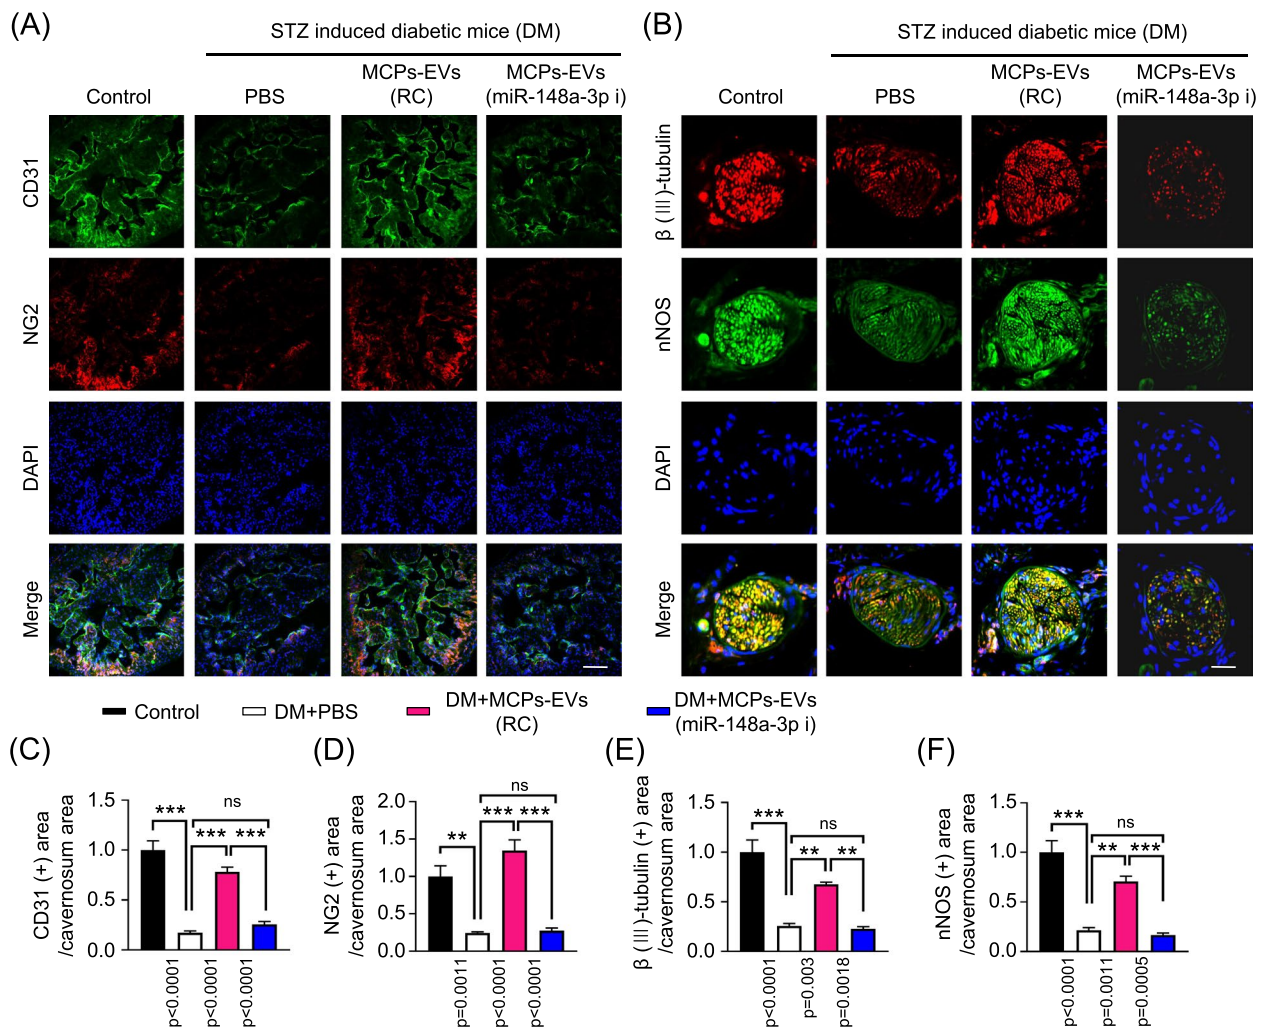 (A)
STZ induced diabetic mice (DM)
Control
PBS
MCPs-EVs
(RC)
MCPs-EVs
(miR-148a-3p i)
CD31
NG2
DAPI
Merge
(B)
STZ induced diabetic mice (DM)
Control
PBS
MCPs-EVs
(RC)
MCPs-EVs
(miR-148a-3p i)
β (III)-tubulin
nNOS
DAPI
Merge
Control
DM+PBS
DM+MCPs-EVs
(RC)
DM+MCPs-EVs
(miR-148a-3p i)
(C)
CD31 (+) area
/cavernosum area
1.5
1.0
0.5
0.0
***
ns
*** ***
p<0.0001
p<0.0001
p<0.0001
(D)
NG2 (+) area
/cavernosum area
2.0
1.5
1.0
0.5
0.0
ns
*** ***
**
p=0.0011
p<0.0001
p<0.0001
(E)
β (III)-tubulin (+) area
/cavernosum area
1.5
1.0
0.5
0.0
***
ns
** **
p<0.0001
p=0.003
p=0.0018
(F)
nNOS (+) area
/cavernosum area
1.5
1.0
0.5
0.0
***
ns
** ***
p<0.0001
p=0.0011
p=0.0005